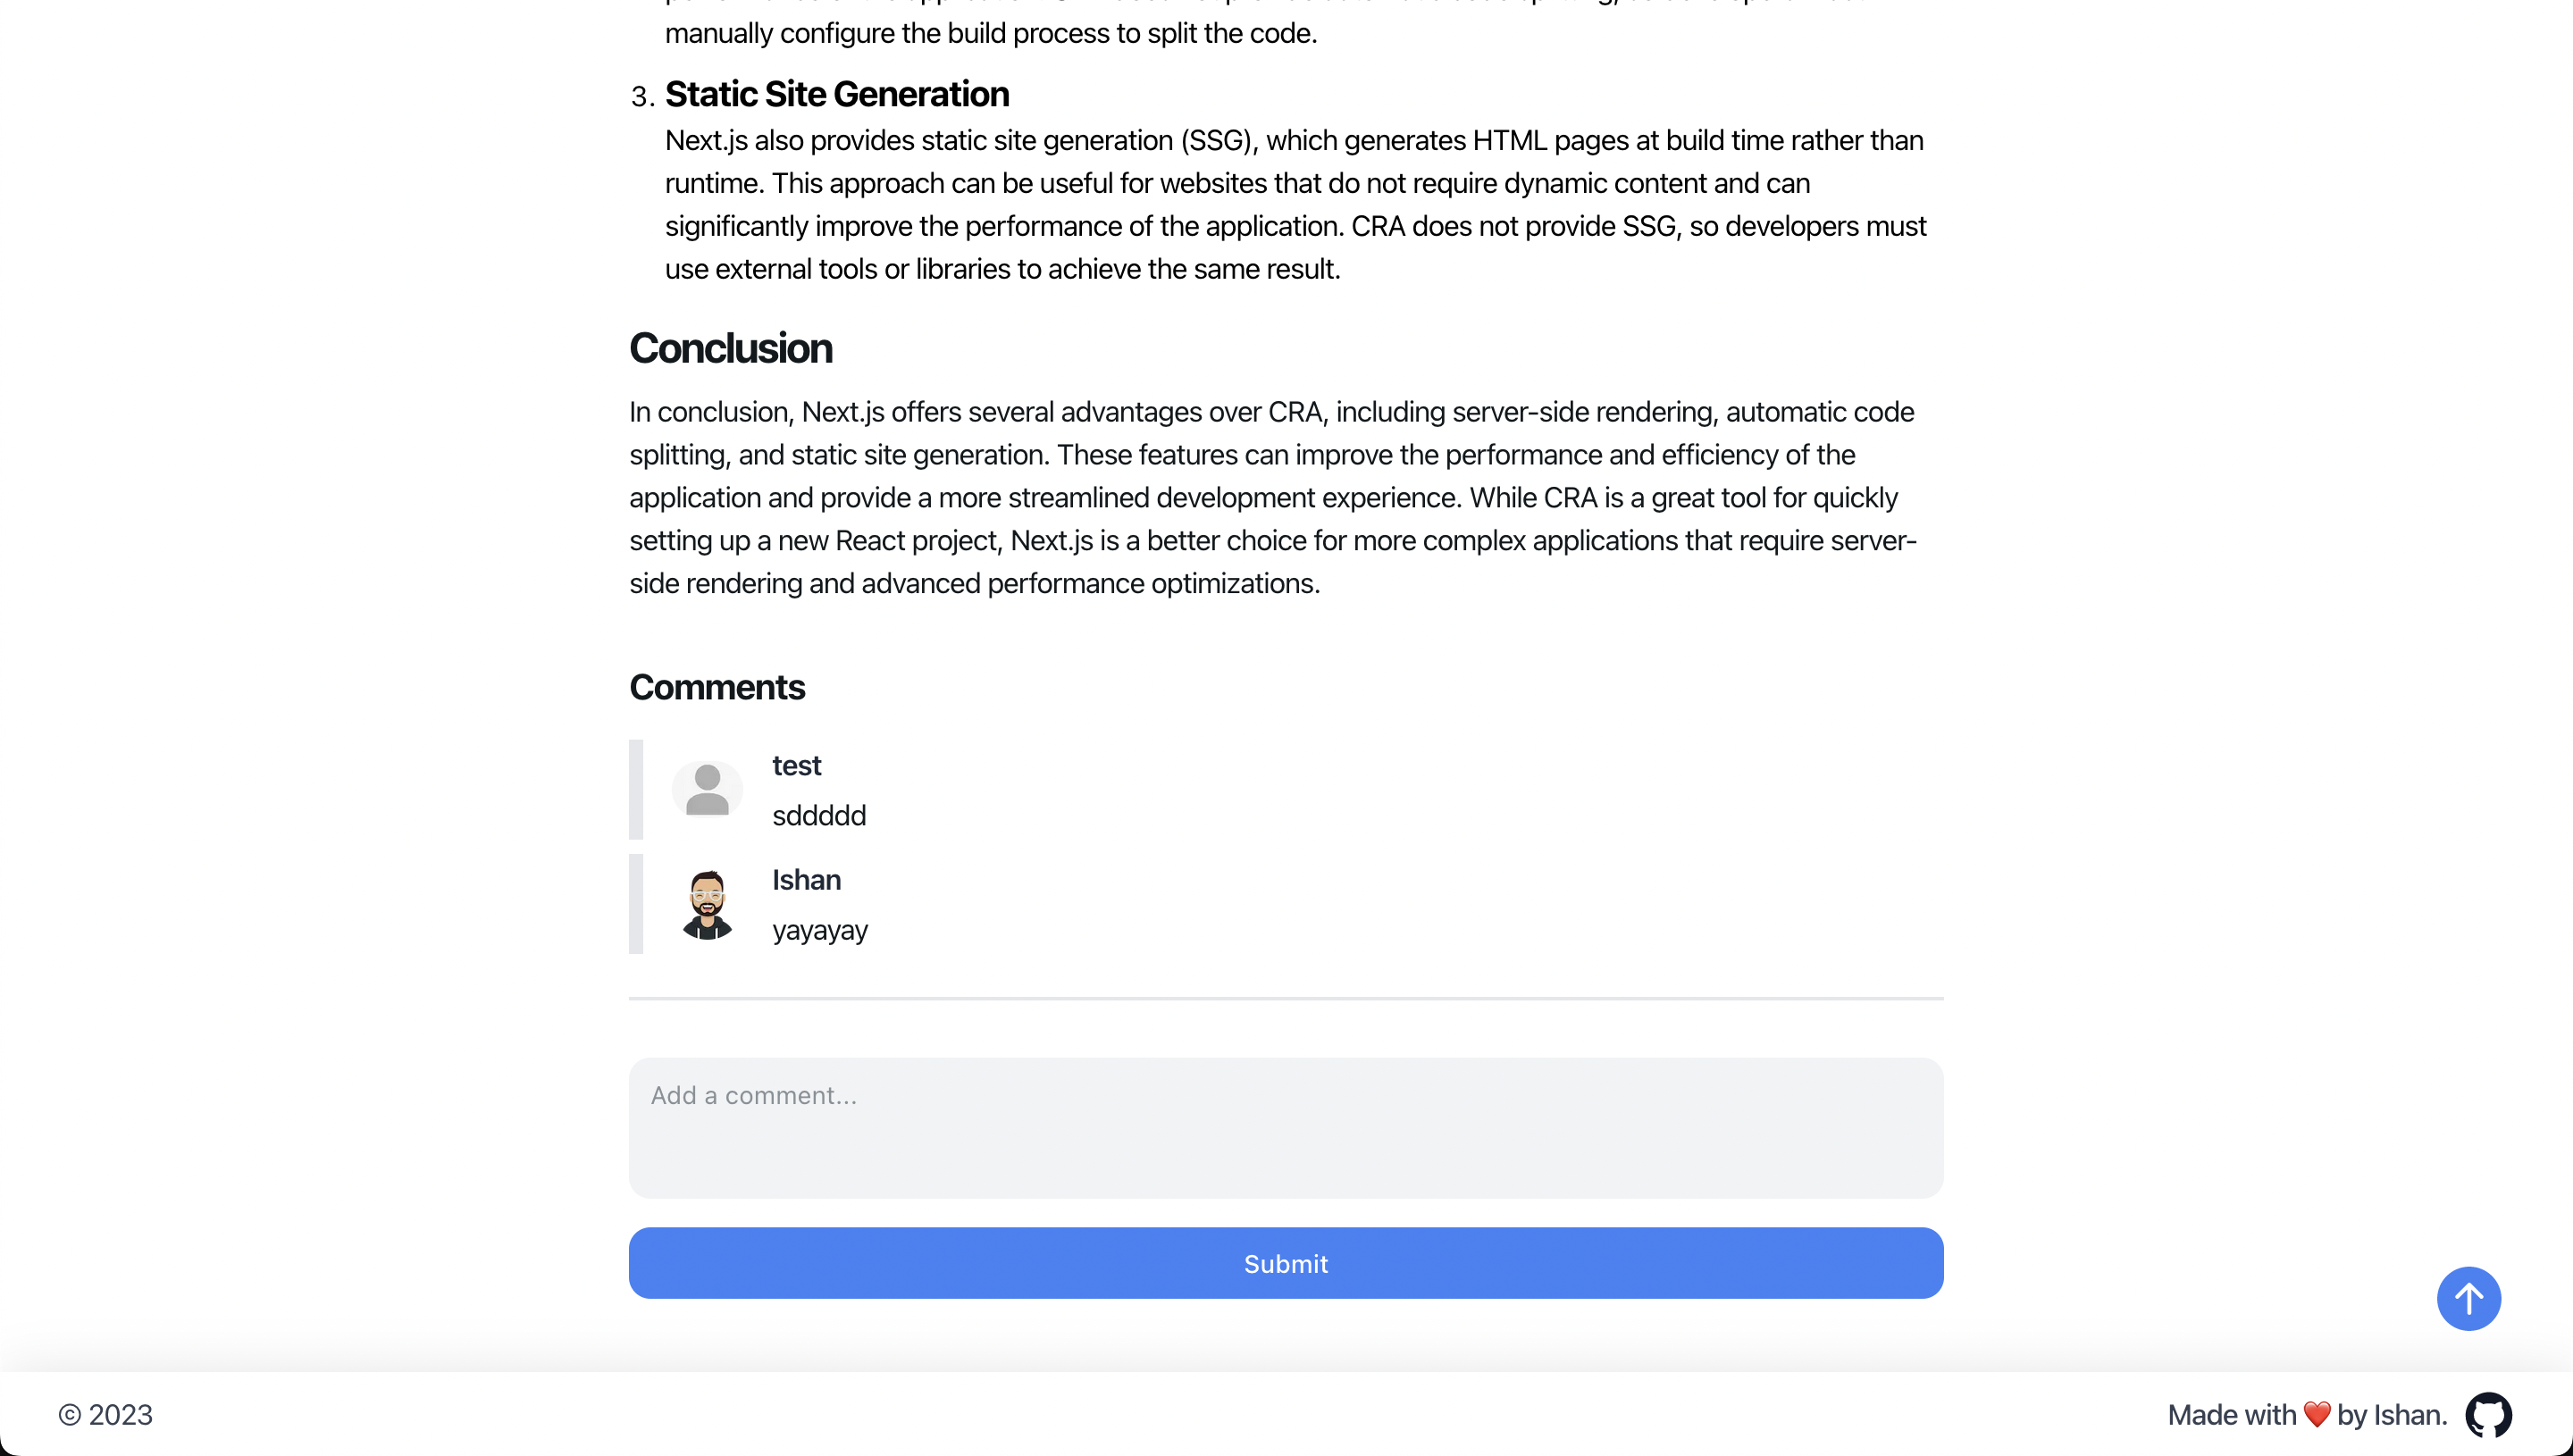 manually configure the build process to split the code.
3. Static Site Generation
Next.js also provides static site generation (SSG), which generates HTML pages at build time rather than
runtime. This approach can be useful for websites that do not require dynamic content and can
significantly improve the performance of the application. CRA does not provide SSG, so developers must
use external tools or libraries to achieve the same result.
Conclusion
In conclusion, Next.js offers several advantages over CRA, including server-side rendering, automatic code
splitting, and static site generation. These features can improve the performance and efficiency of the
application and provide a more streamlined development experience. While CRA is a great tool for quickly
setting up a new React project, Next.js is a better choice for more complex applications that require server-
side rendering and advanced performance optimizations.
Comments
test
sddddd
Ishan
yayayay
Add a comment...
Submit
© 2023
Made with ❤️ by Ishan.